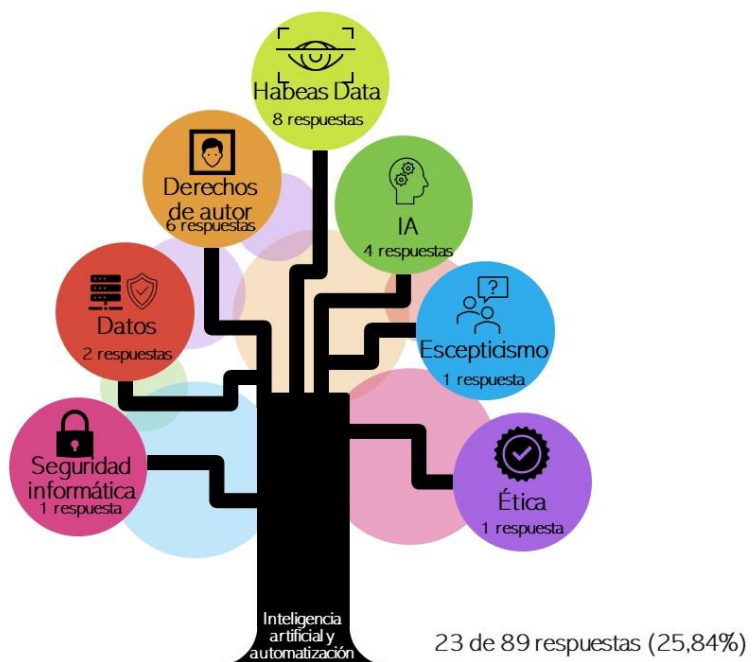 Habeas Data
8 respuestas
Derechos
de autor
6 respuestas
IA
4 respuestas
Datos
2 respuestas
?
Escepticismo
1 respuesta
Seguridad
informática
1 respuesta
Ética
1 respuesta
Inteligencia
artificial y
automatización
23 de 89 respuestas (25,84%)